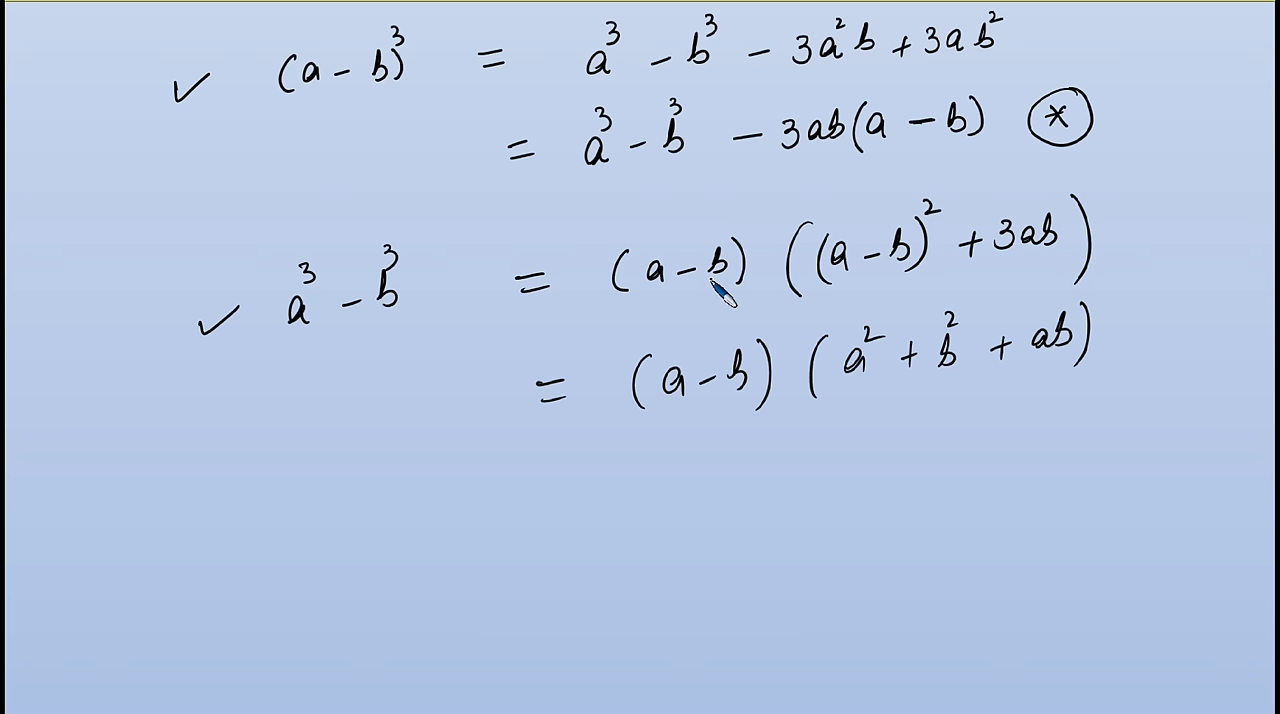 ✓ (a - b)³ = a³ - b³ - 3a²b + 3ab²
= a³ - b³ - 3ab(a - b) (*)
✓ a³ - b³ = (a - b) ((a - b)² + 3ab)
= (a - b) (a² + b² + ab)